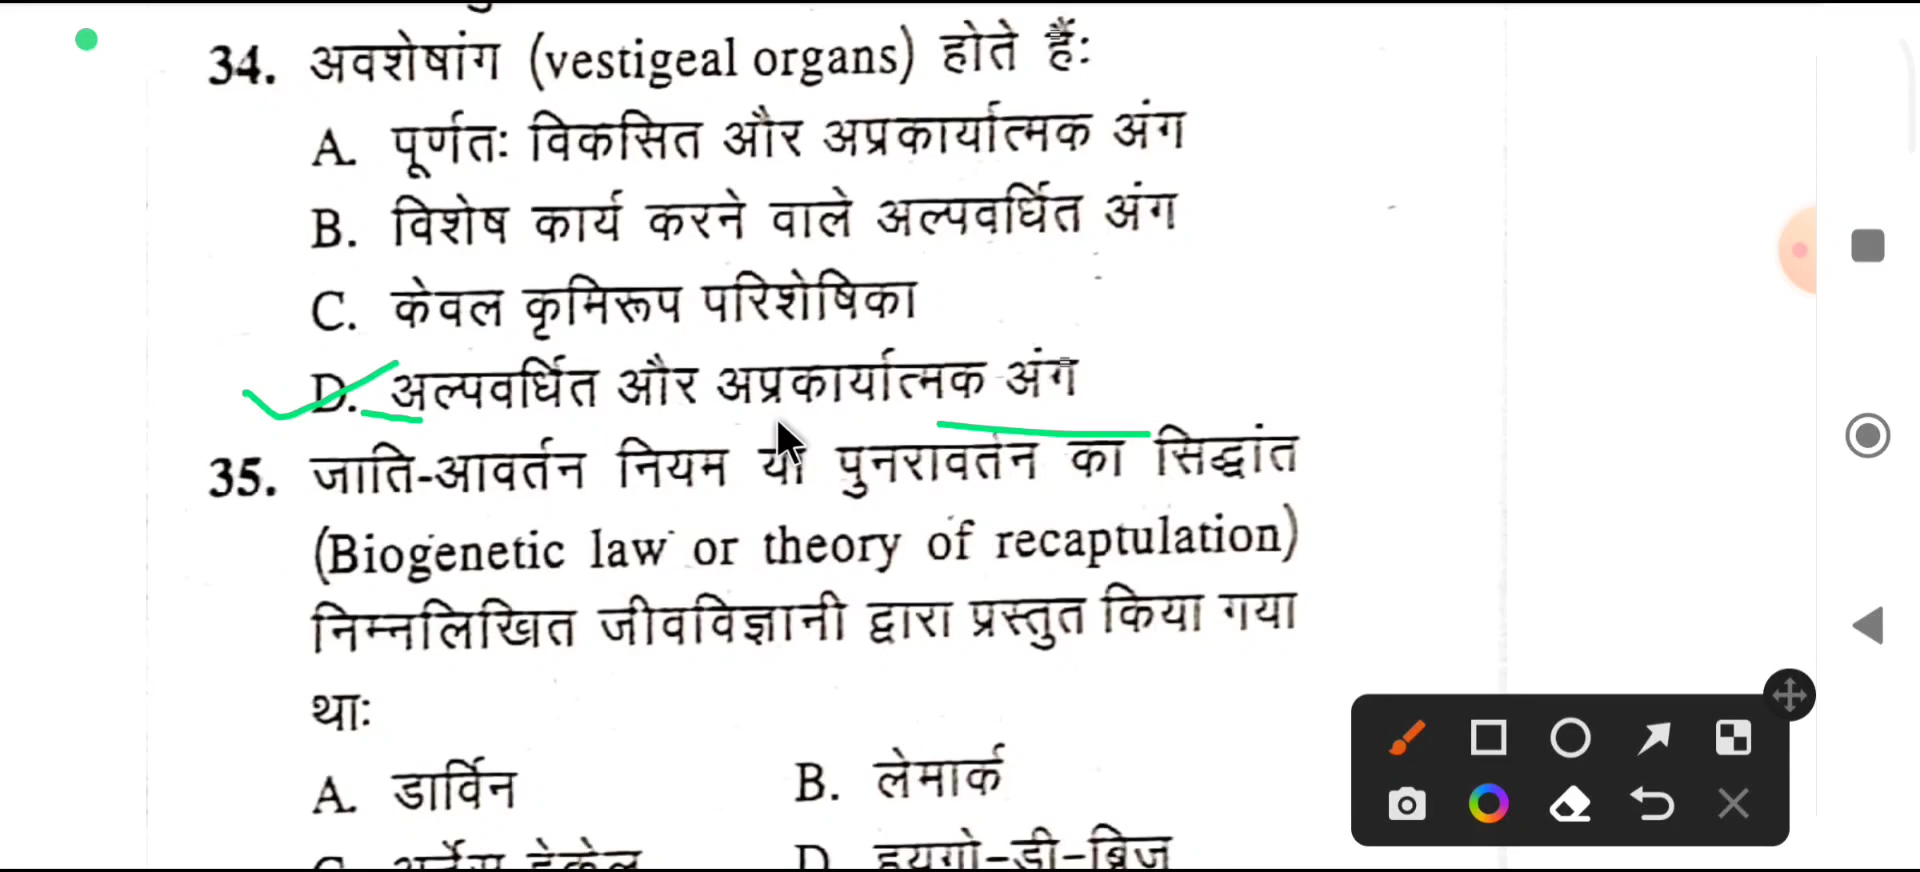 34. अवशेषांग (vestigeal organs) होते हैं:
A. पूर्णतः विकसित और अप्रकार्यात्मक अंग
B. विशेष कार्य करने वाले अल्पवर्धित अंग
C. केवल कृमिरूप परिशेषिका
D. अल्पवर्धित और अप्रकार्यात्मक अंग
35. जाति-आवर्तन नियम या पुनरावर्तन का सिद्धांत
(Biogenetic law or theory of recaptulation)
निम्नलिखित जीवविज्ञानी द्वारा प्रस्तुत किया गया
थाः
A. डार्विन B. लेमार्क
C. अर्नेस्ट हेकेल D. ह्यूगो-डी-व्रिज